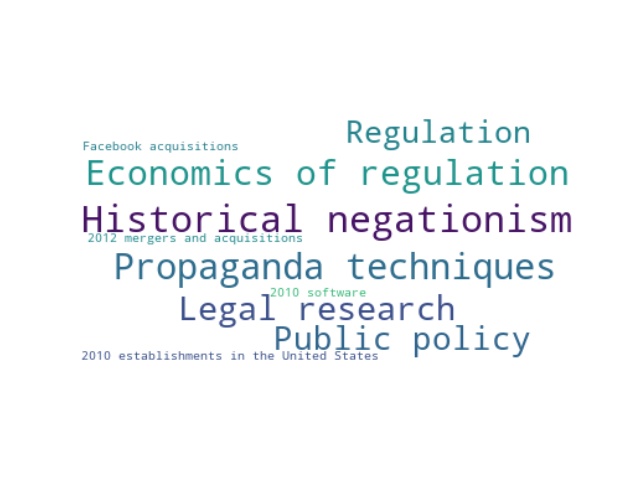 Regulation
Facebook acquisitions
Economics of regulation
Historical negationism
2012 mergers and acquisitions
Propaganda techniques
2010 software
Legal research
Public policy
2010 establishments in the United States